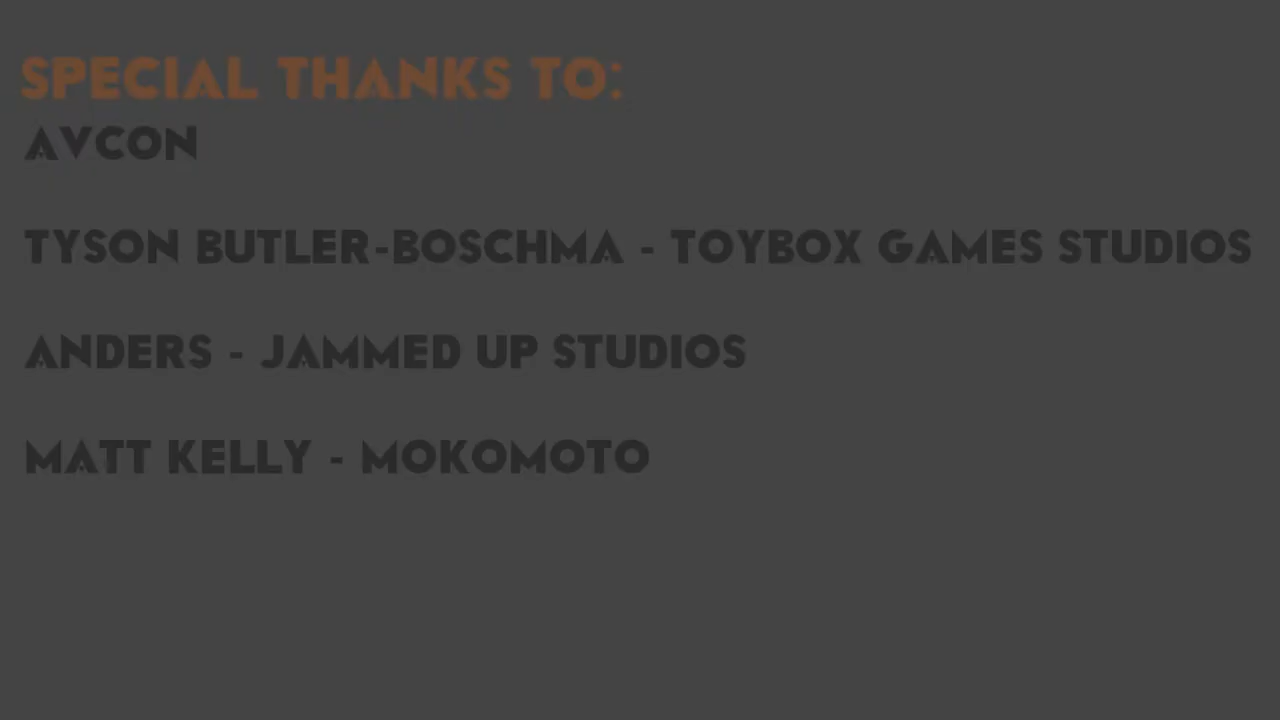 SPECIAL THANKS TO:
AVCON
TYSON BUTLER-BOSCHMA - TOYBOX GAMES STUDIOS
ANDERS - JAMMED UP STUDIOS
MATT KELLY - MOKOMOTO